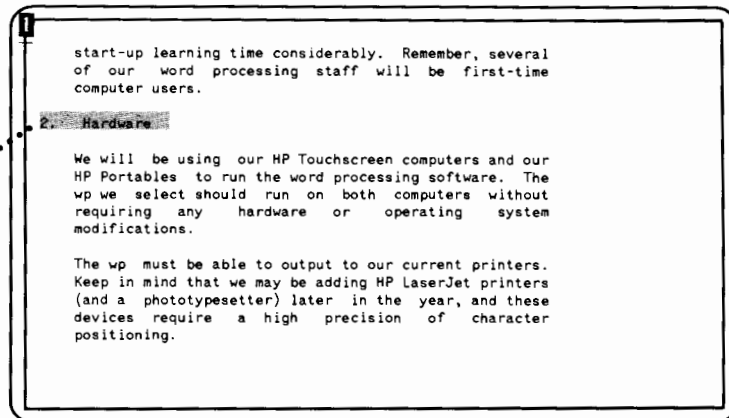 1
start-up learning time considerably. Remember, several
of our word processing staff will be first-time
computer users.
2. Hardware
We will be using our HP Touchscreen computers and our
HP Portables to run the word processing software. The
wp we select should run on both computers without
requiring any hardware or operating system
modifications.
The wp must be able to output to our current printers.
Keep in mind that we may be adding HP LaserJet printers
(and a phototypesetter) later in the year, and these
devices require a high precision of character
positioning.